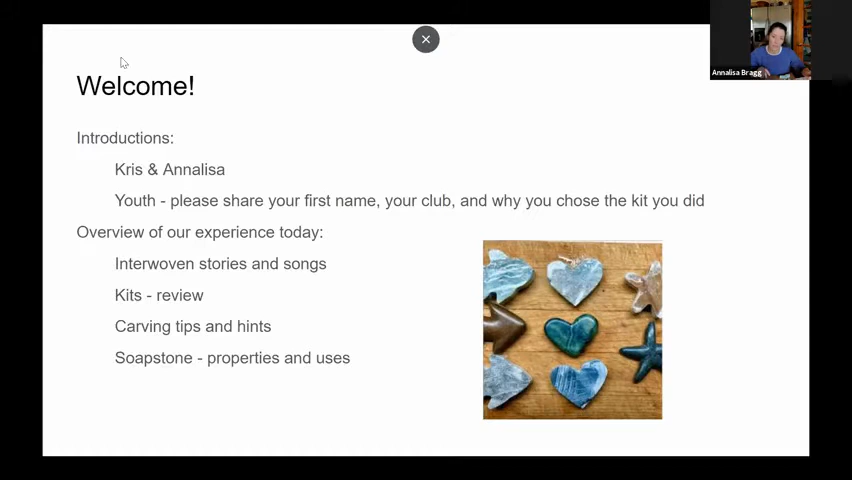 Annalisa Bragg
Welcome!
Introductions:
Kris & Annalisa
Youth - please share your first name, your club, and why you chose the kit you did
Overview of our experience today:
Interwoven stories and songs
Kits - review
Carving tips and hints
Soapstone - properties and uses